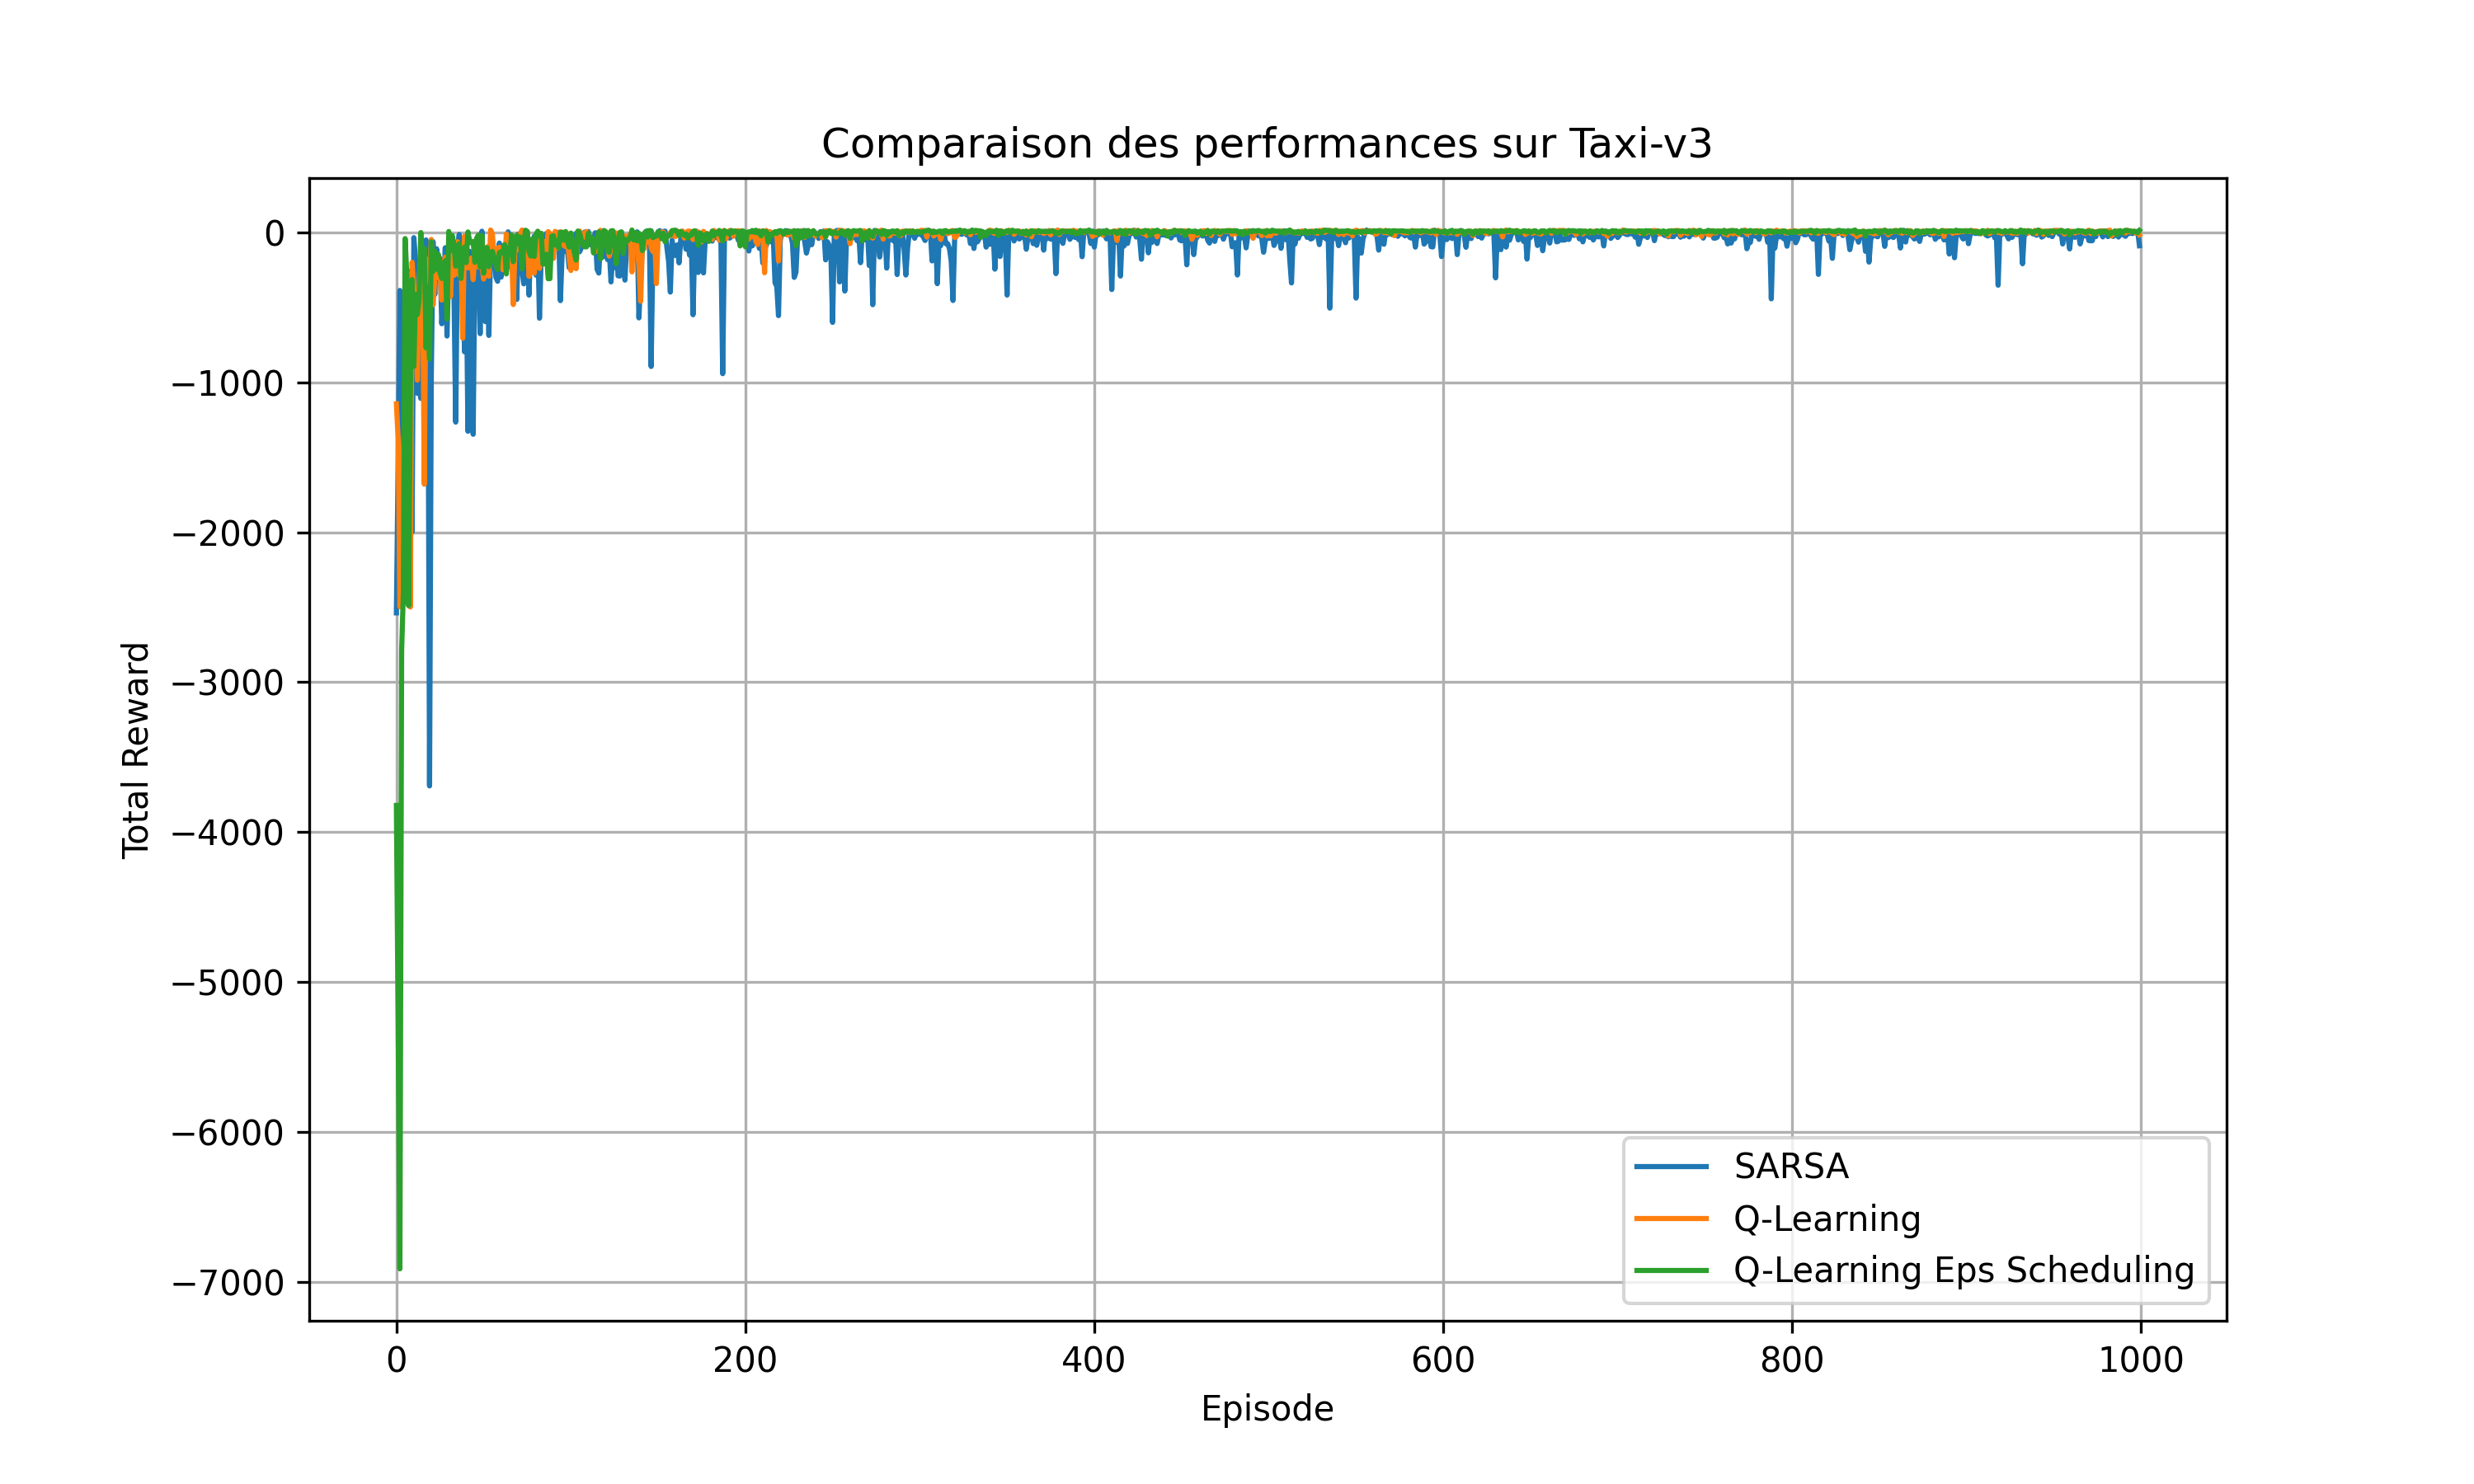 Comparaison des performances sur Taxi-v3
0
−1000
−2000
−3000
−4000
−5000
−6000
−7000
Total Reward
0
200
400
600
800
1000
Episode
SARSA
Q-Learning
Q-Learning Eps Scheduling